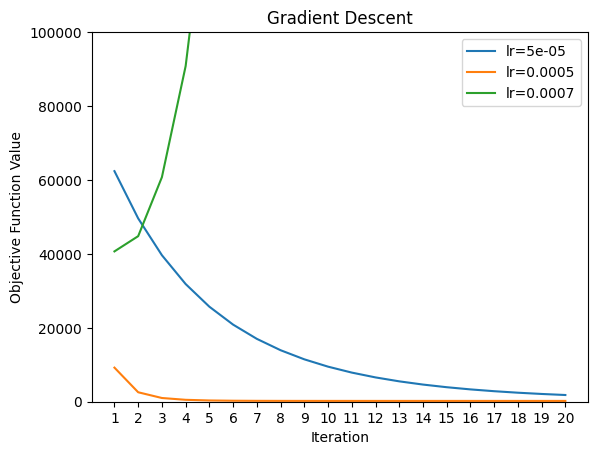 Gradient Descent
100000
80000
60000
40000
20000
0
Objective Function Value
lr=5e-05
lr=0.0005
lr=0.0007
1 2 3 4 5 6 7 8 9 10 11 12 13 14 15 16 17 18 19 20
Iteration